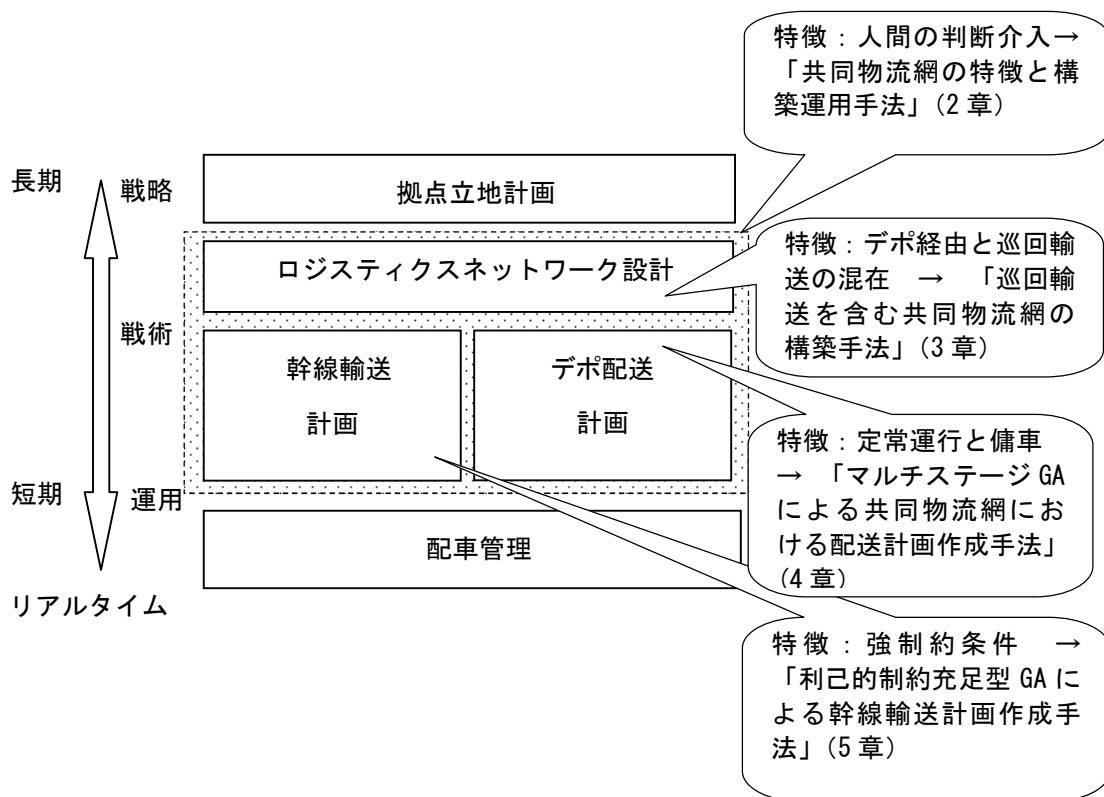 特徴：人間の判断介入→
「共同物流網の特徴と構
築運用手法」（2 章）
長期
戦略
拠点立地計画
特徴：デポ経由と巡回輸
送の混在 → 「巡回輸
送を含む共同物流網の
構築手法」（3 章）
ロジスティクスネットワーク設計
戦術
幹線輸送
計画
デポ配送
計画
特徴：定常運行と傭車
→ 「マルチステージ GA
による共同物流網にお
ける配送計画作成手法」
（4 章）
短期
運用
配車管理
リアルタイム
特徴：強制約条件 →
「利己的制約充足型 GA に
よる幹線輸送計画作成手
法」（5 章）